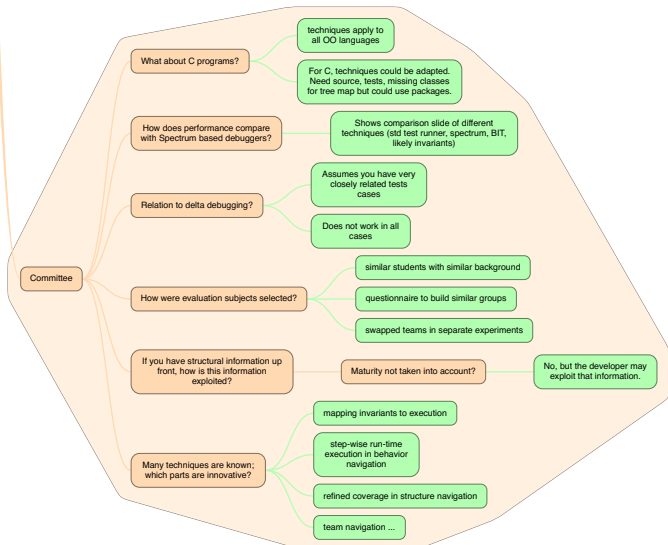 techniques apply to
all OO languages
What about C programs?
For C, techniques could be adapted.
Need source, tests, missing classes
for tree map but could use packages.
How does performance compare
with Spectrum based debuggers?
Shows comparison slide of different
techniques (std test runner, spectrum, BIT,
likely invariants)
Assumes you have very
closely related tests
cases
Relation to delta debugging?
Does not work in all
cases
Committee
similar students with similar background
How were evaluation subjects selected?
questionnaire to build similar groups
swapped teams in separate experiments
If you have structural information up
front, how is this information
exploited?
Maturity not taken into account?
No, but the developer may
exploit that information.
mapping invariants to execution
step-wise run-time
execution in behavior
navigation
Many techniques are known;
which parts are innovative?
refined coverage in structure navigation
team navigation ...